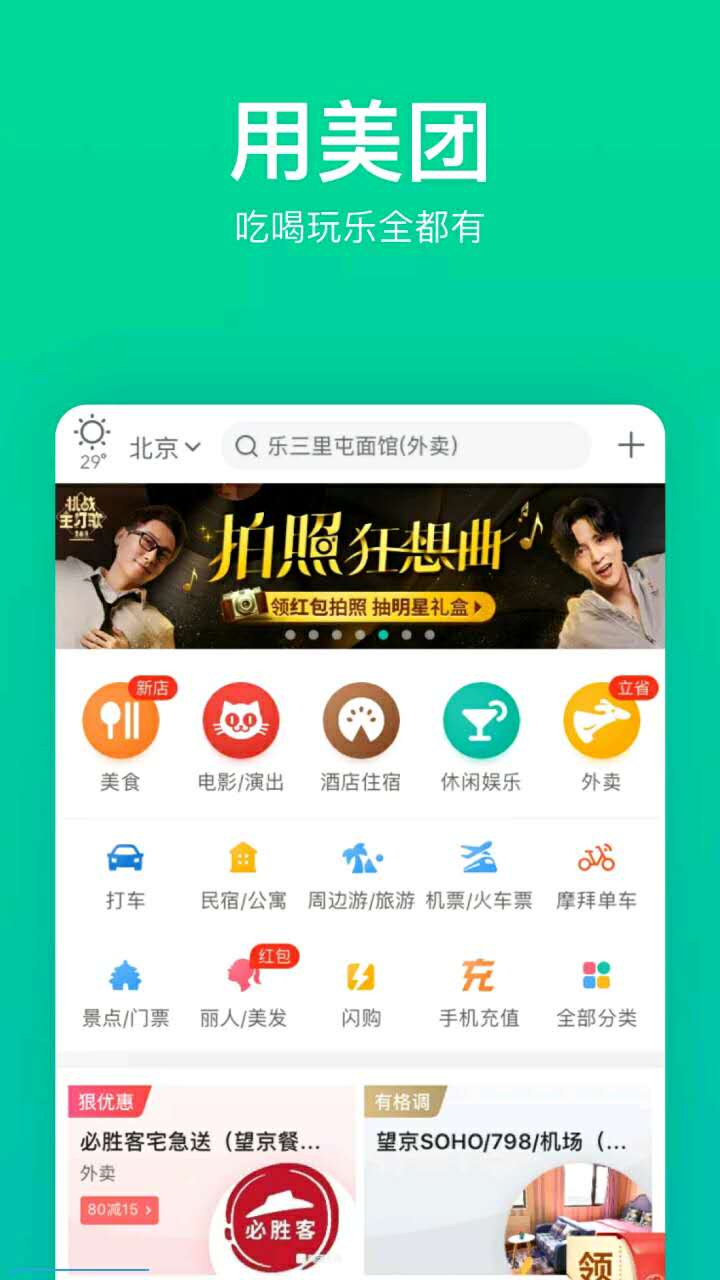 用美团
吃喝玩乐全都有
29°
北京
乐三里屯面馆(外卖)
挑战
主打歌
拍照狂想曲
领红包拍照 抽明星礼盒
新店
立省
美食
电影/演出
酒店住宿
休闲娱乐
外卖
打车
民宿/公寓
周边游/旅游
机票/火车票
摩拜单车
红包
充
景点/门票
丽人/美发
闪购
手机充值
全部分类
狠优惠
有格调
必胜客宅急送（望京餐...
望京SOHO/798/机场（...
外卖
80减15
必胜客
领